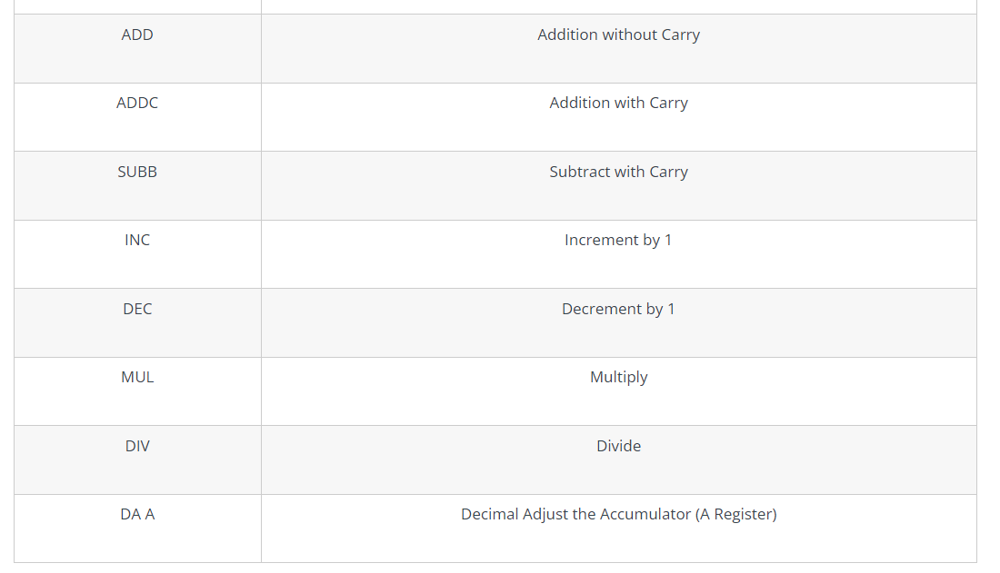 ADD Addition without Carry
ADDC Addition with Carry
SUBB Subtract with Carry
INC Increment by 1
DEC Decrement by 1
MUL Multiply
DIV Divide
DA A Decimal Adjust the Accumulator (A Register)